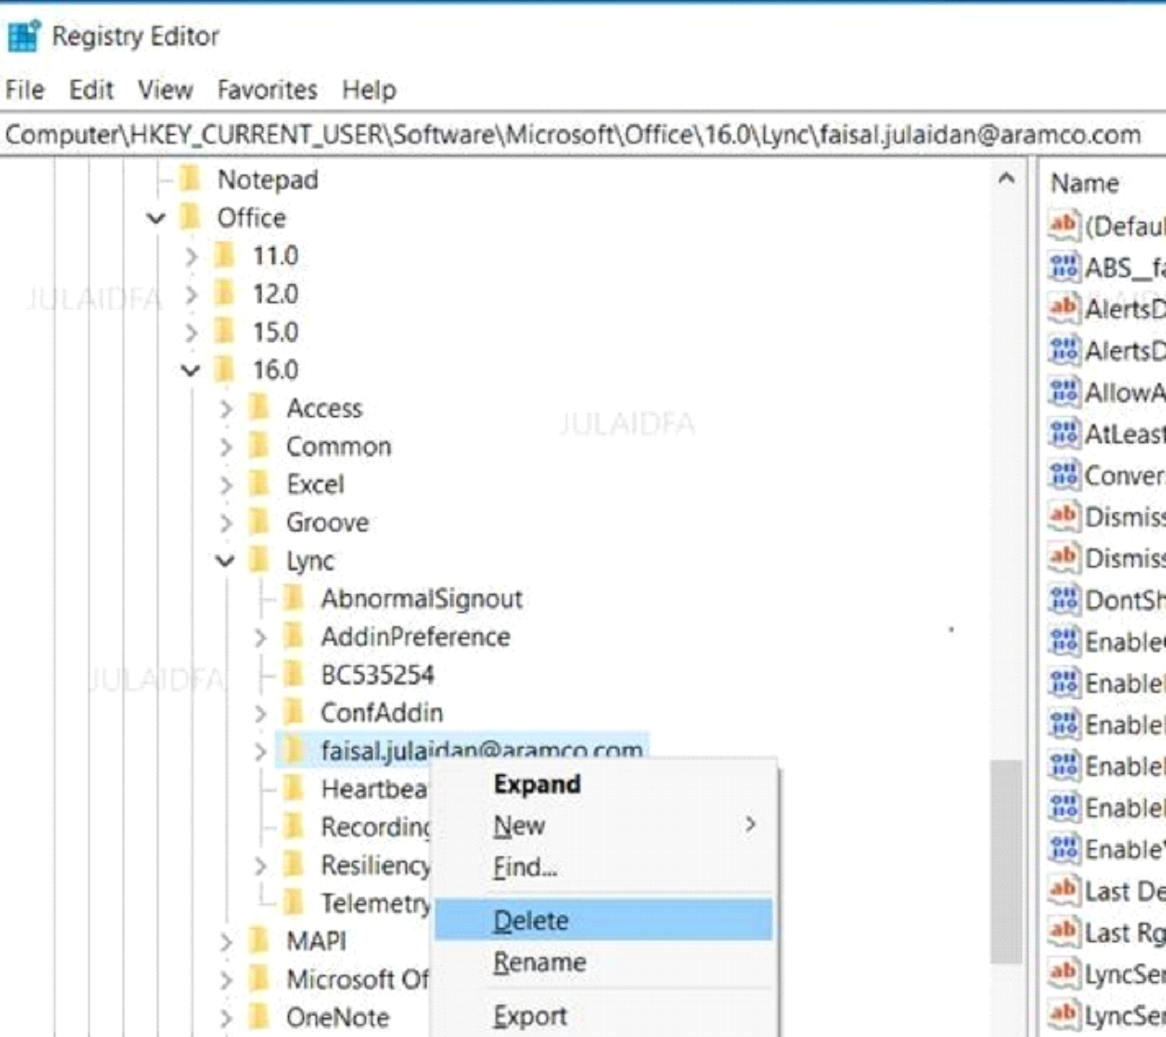 Registry Editor
File Edit View Favorites Help
Computer\HKEY_CURRENT_USER\Software\Microsoft\Office\16.0\Lync\faisal.julaidan@aramco.com
Notepad
Office
11.0
12.0
15.0
16.0
Access
Common
Excel
Groove
Lync
AbnormalSignout
AddinPreference
BC535254
ConfAddin
faisal.julaidan@aramco.com
Heartbea
Recording
Resiliency
Telemetry
MAPI
Microsoft Of
OneNote
Expand
New
Find...
Delete
Rename
Export
Name
(Defaul
ABS__fa
AlertsD
AlertsD
AllowA
AtLeast
Conver
Dismiss
Dismiss
DontSh
Enable
Enable
Enable
Enable
Enable
Enable
Last De
Last Rg
LyncSer
LyncSer
JULAIDFA
JULAIDFA
JULAIDFA